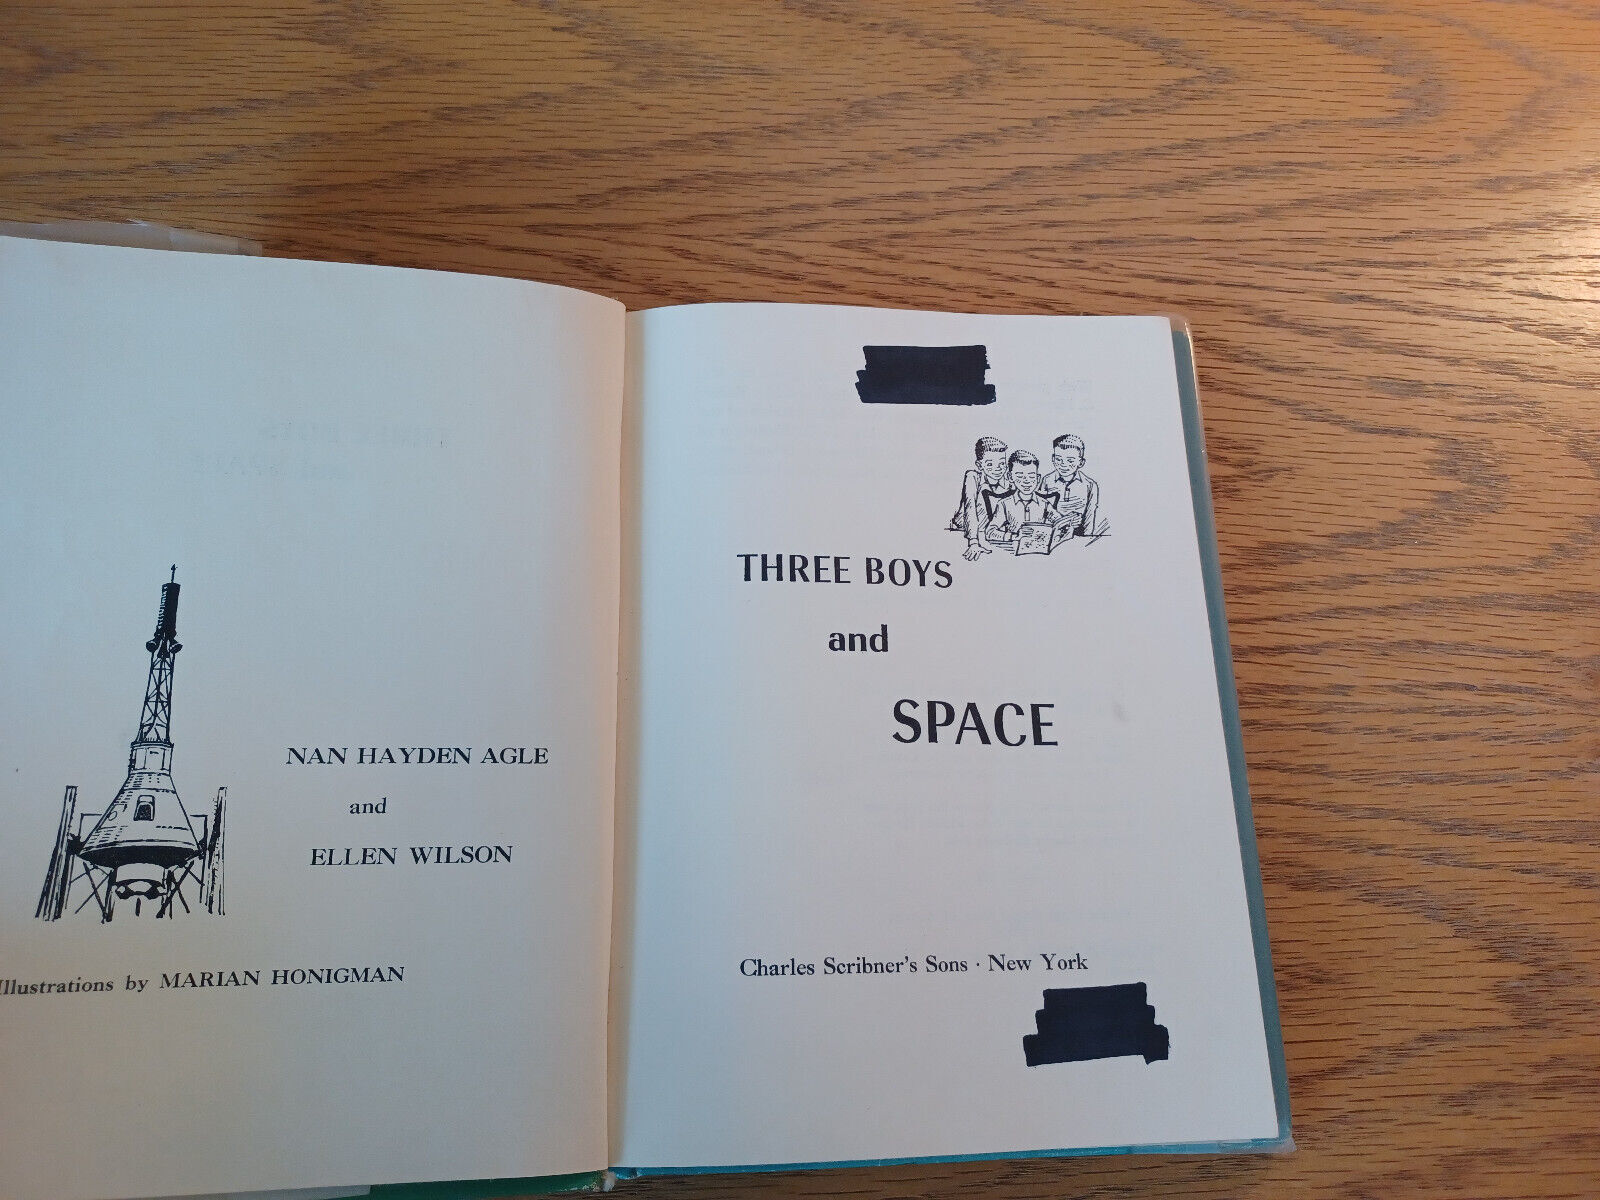 NAN HAYDEN AGLE
and
ELLEN WILSON
Illustrations by MARIAN HONIGMAN
THREE BOYS
and
SPACE
Charles Scribner's Sons · New York